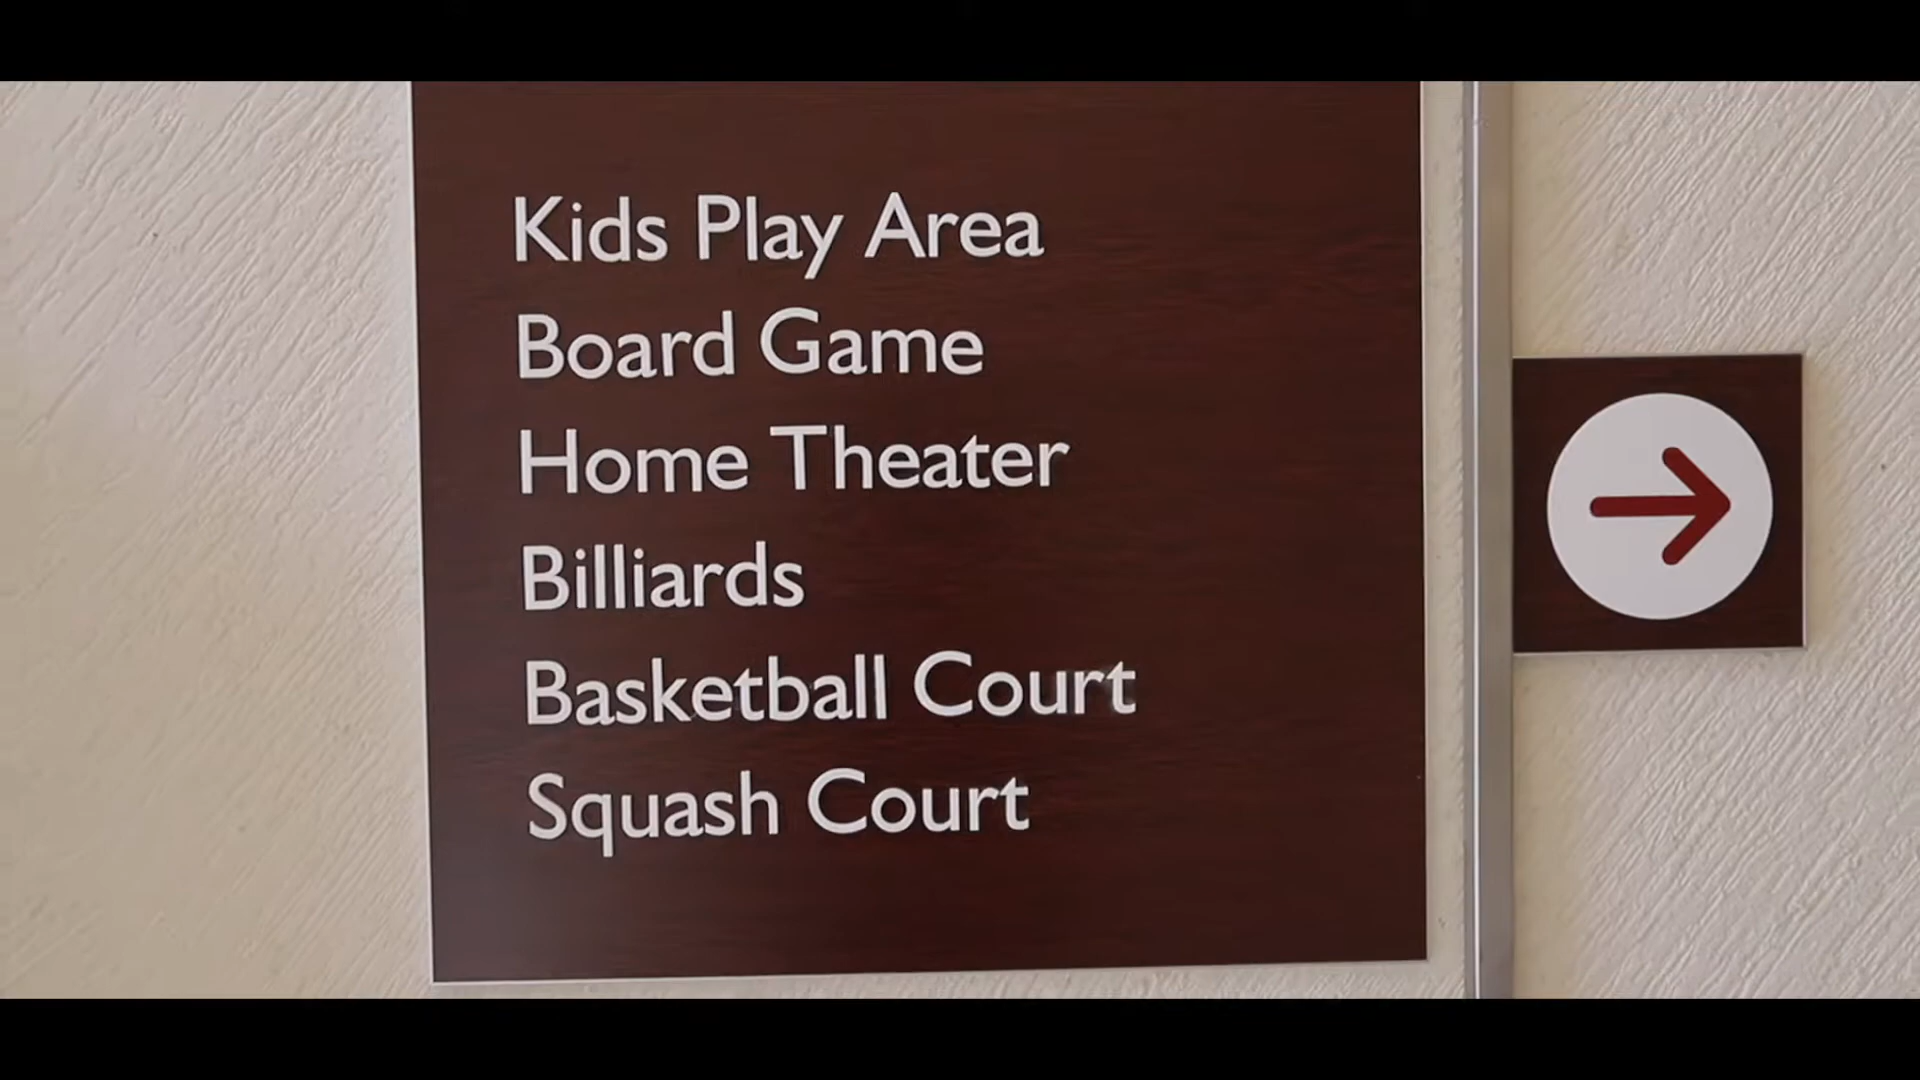 Kids Play Area
Board Game
Home Theater
Billiards
Basketball Court
Squash Court